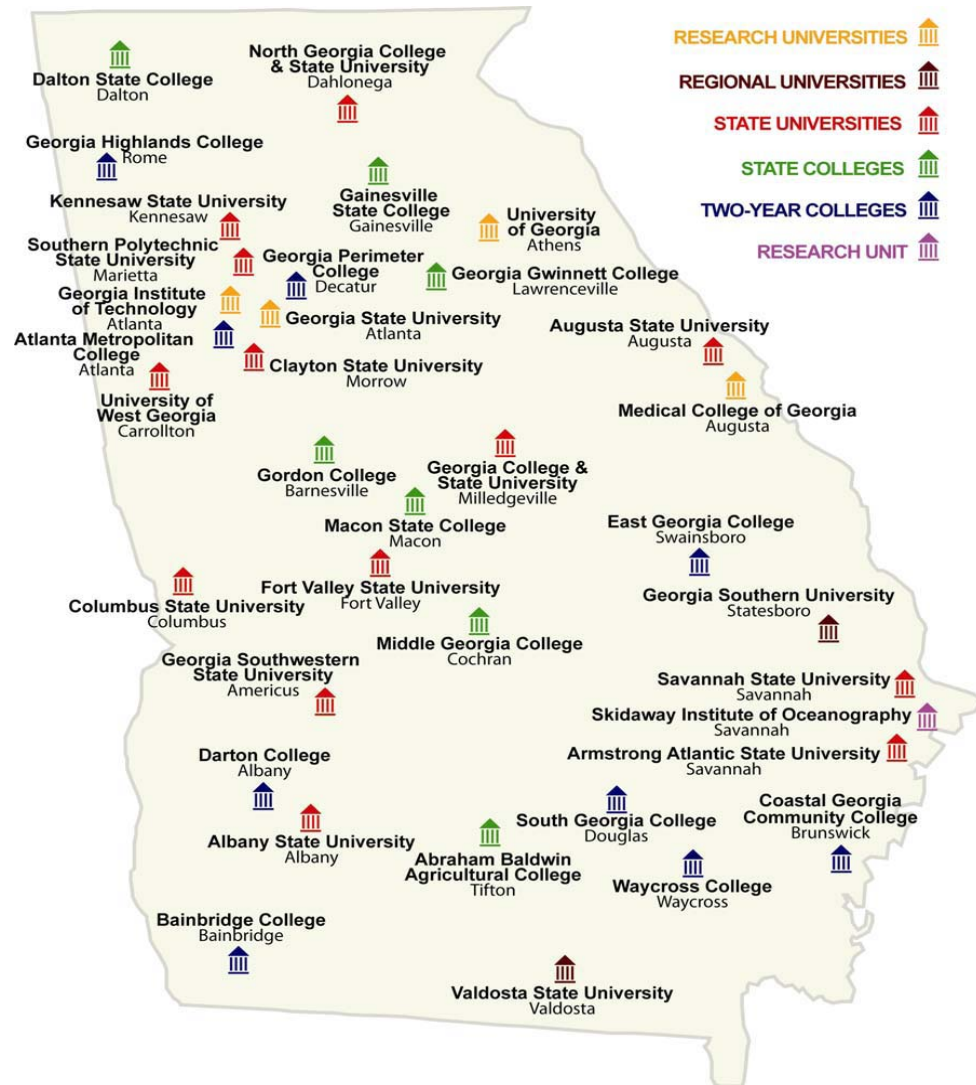 North Georgia College
& State University
Dahlonega
Dalton State College
Dalton
Georgia Highlands College
Rome
Gainesville
State College
Gainesville
Kennesaw State University
Kennesaw
University
of Georgia
Athens
Southern Polytechnic
State University
Marietta
Georgia Perimeter
College
Decatur
Georgia Gwinnett College
Lawrenceville
Georgia Institute
of Technology
Atlanta
Georgia State University
Atlanta
Atlanta Metropolitan
College
Atlanta
Clayton State University
Morrow
Augusta State University
Augusta
University of
West Georgia
Carrollton
Medical College of Georgia
Augusta
Gordon College
Barnesville
Georgia College &
State University
Milledgeville
Macon State College
Macon
East Georgia College
Swainsboro
Columbus State University
Columbus
Fort Valley State University
Fort Valley
Georgia Southern University
Statesboro
Middle Georgia College
Cochran
Georgia Southwestern
State University
Americus
Savannah State University
Savannah
Skidaway Institute of Oceanography
Savannah
Armstrong Atlantic State University
Savannah
Darton College
Albany
Albany State University
Albany
South Georgia College
Douglas
Coastal Georgia
Community College
Brunswick
Abraham Baldwin
Agricultural College
Tifton
Waycross College
Waycross
Bainbridge College
Bainbridge
Valdosta State University
Valdosta
RESEARCH UNIVERSITIES
REGIONAL UNIVERSITIES
STATE UNIVERSITIES
STATE COLLEGES
TWO-YEAR COLLEGES
RESEARCH UNIT